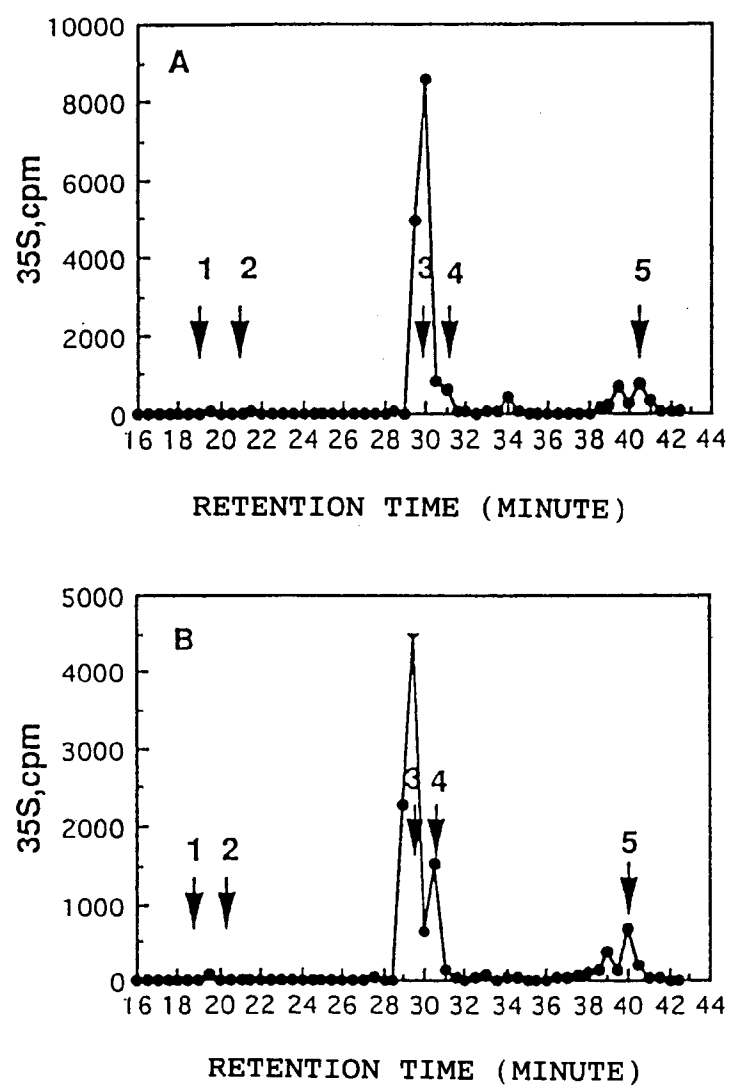 10000
A
8000
6000
4000
2000
0
35S,cpm
1 2 3 4 5
16 18 20 22 24 26 28 30 32 34 36 38 40 42 44
RETENTION TIME (MINUTE)
5000
B
4000
3000
2000
1000
0
35S,cpm
3 4
1 2 5
16 18 20 22 24 26 28 30 32 34 36 38 40 42 44
RETENTION TIME (MINUTE)